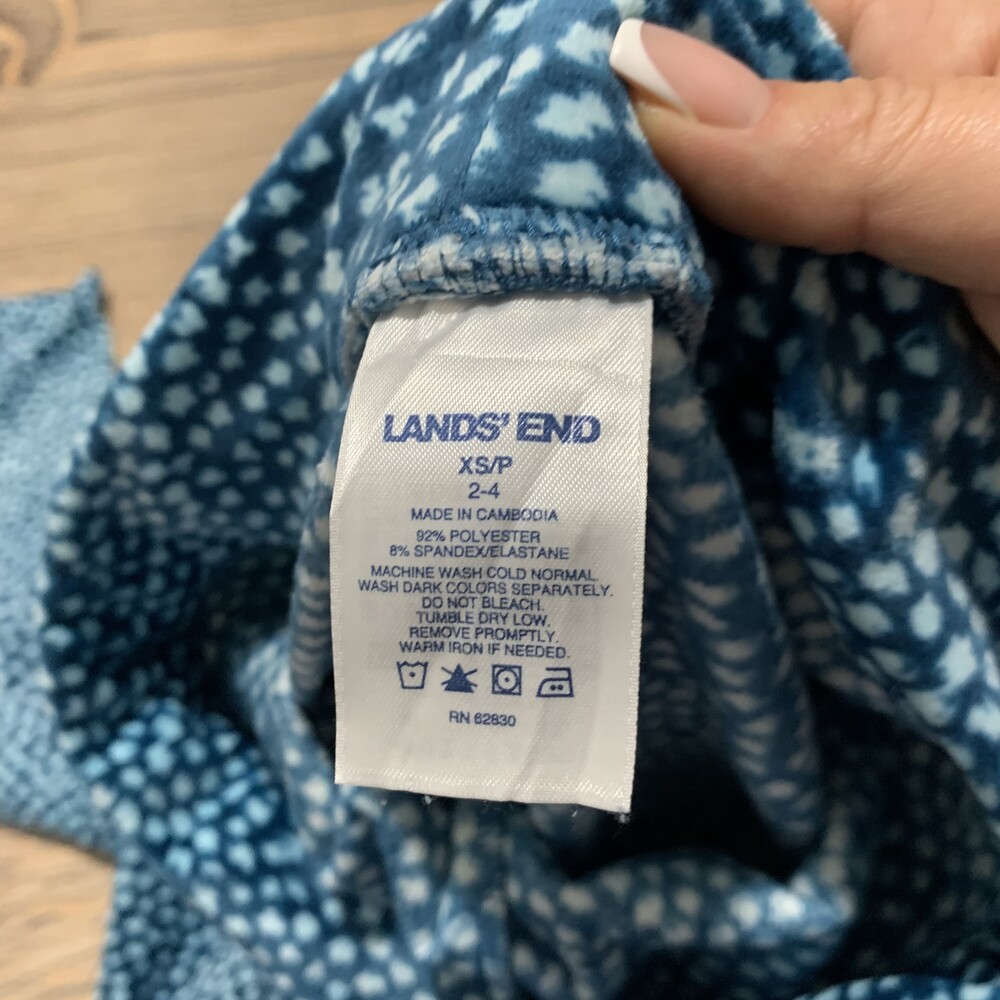 LANDS' END
XS/P
2-4
MADE IN CAMBODIA
92% POLYESTER
8% SPANDEX/ELASTANE
MACHINE WASH COLD NORMAL.
WASH DARK COLORS SEPARATELY.
DO NOT BLEACH.
TUMBLE DRY LOW,
REMOVE PROMPTLY.
WARM IRON IF NEEDED.
RN 62830